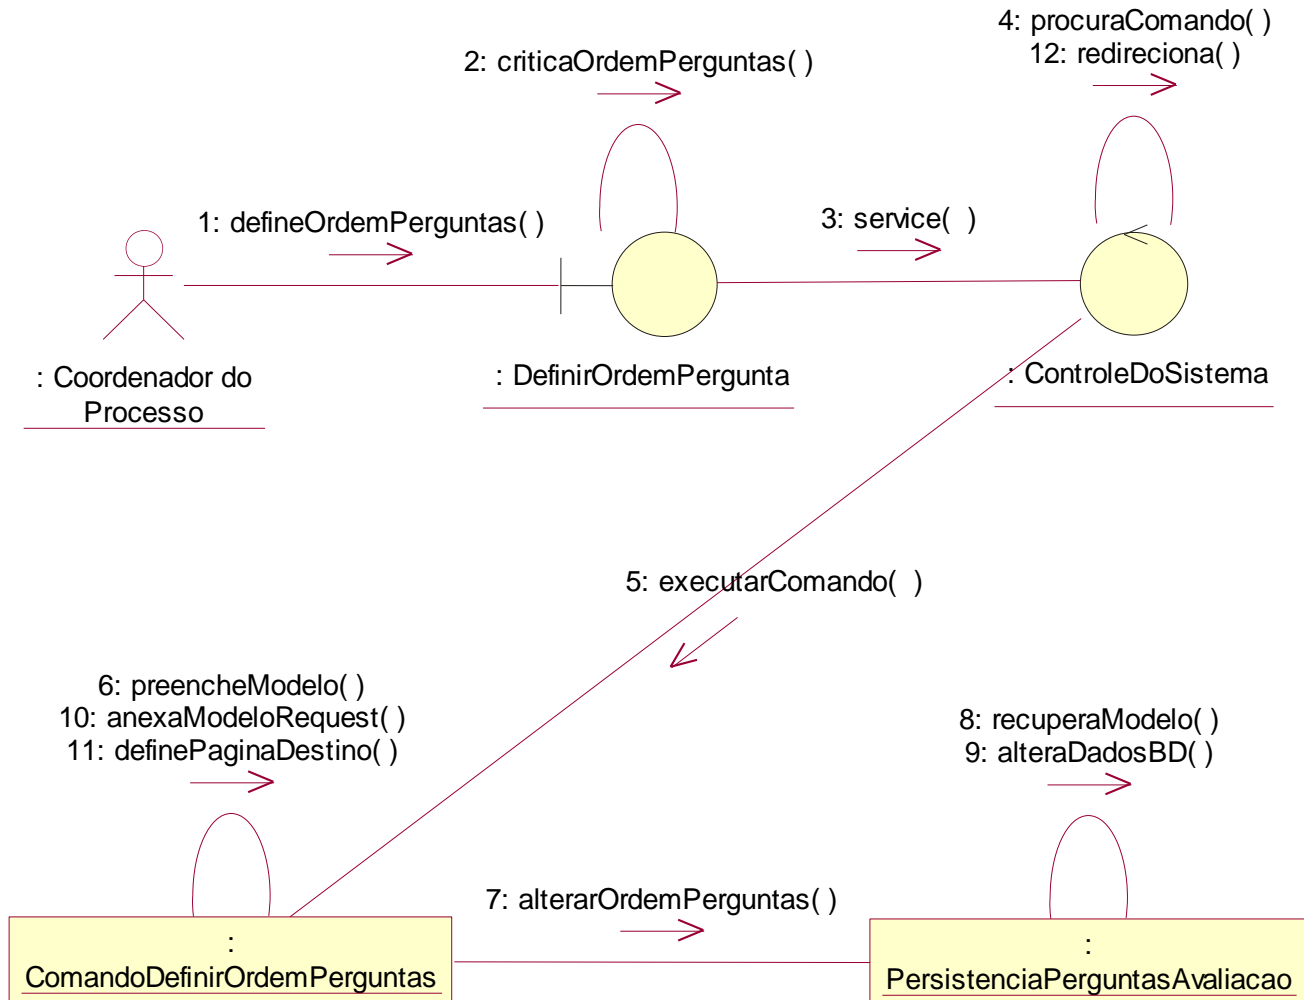 4: procuraComando( )
12: redireciona( )
2: criticaOrdemPerguntas( )
1: defineOrdemPerguntas( )
3: service(  )
: Coordenador do
Processo
: DefinirOrdemPergunta
: ControleDoSistema
5: executarComando(  )
6: preencheModelo( )
10: anexaModeloRequest( )
11: definePaginaDestino( )
8: recuperaModelo( )
9: alteraDadosBD( )
7: alterarOrdemPerguntas( )
:
ComandoDefinirOrdemPerguntas
:
PersistenciaPerguntasAvaliacao